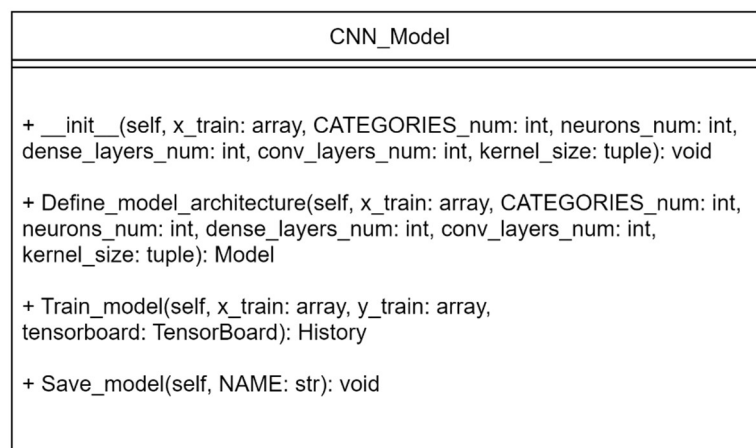 CNN_Model
+ __init__(self, x_train: array, CATEGORIES_num: int, neurons_num: int,
dense_layers_num: int, conv_layers_num: int, kernel_size: tuple): void
+ Define_model_architecture(self, x_train: array, CATEGORIES_num: int,
neurons_num: int, dense_layers_num: int, conv_layers_num: int,
kernel_size: tuple): Model
+ Train_model(self, x_train: array, y_train: array,
tensorboard: TensorBoard): History
+ Save_model(self, NAME: str): void